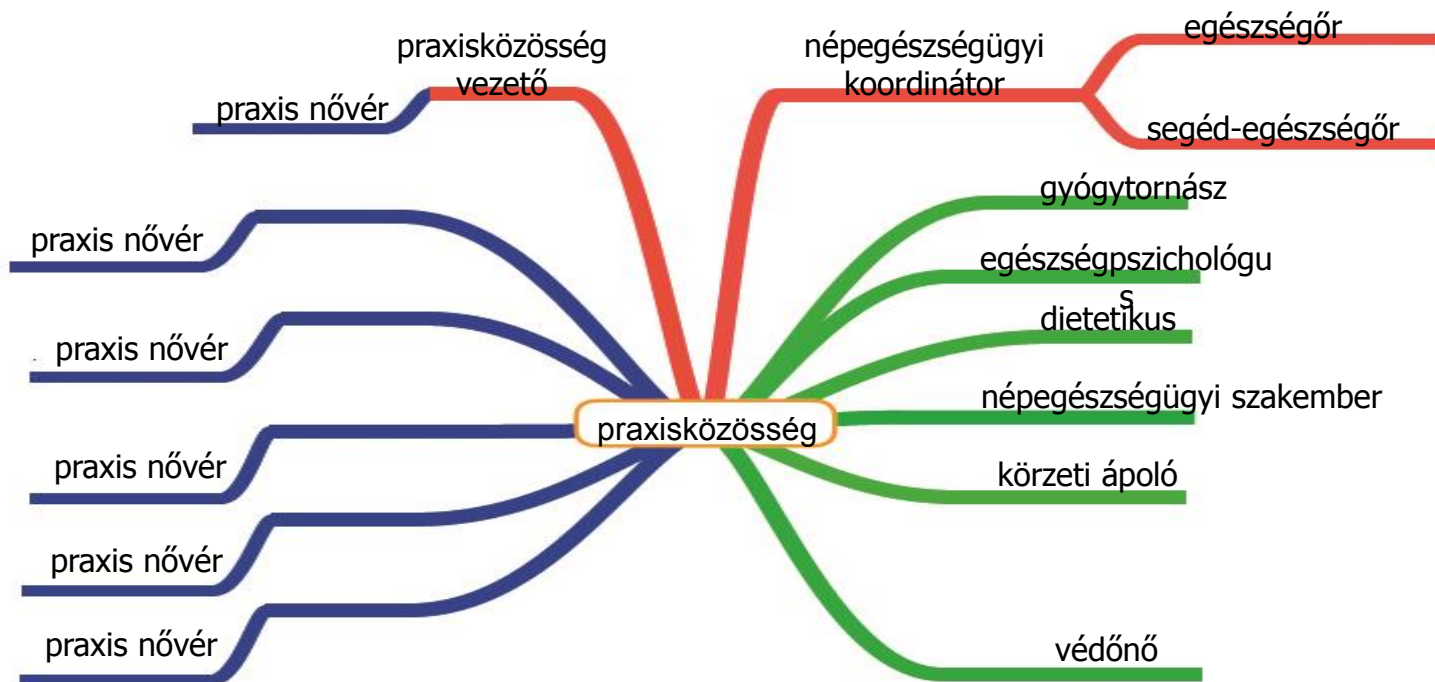 praxisközösség
vezető
praxis nővér
praxis nővér
praxis nővér
praxis nővér
praxis nővér
praxis nővér
praxisközösség
népegészségügyi
koordinátor
egészségőr
segéd-egészségőr
gyógytornász
egészségpszichológu
s
dietetikus
népegészségügyi szakember
körzeti ápoló
védőnő